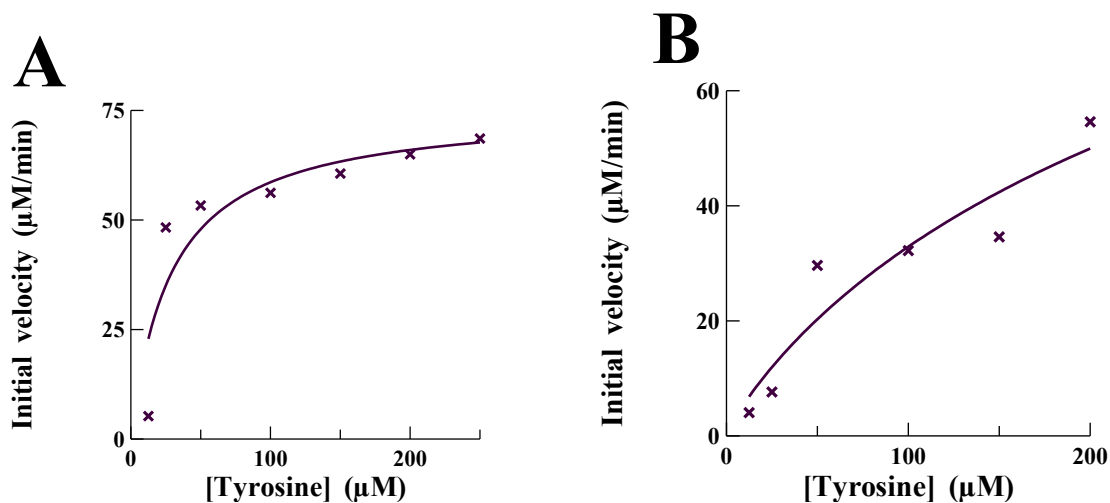 A
Initial velocity (µM/min)
75
50
25
0
0 100 200
[Tyrosine] (µM)
B
Initial velocity (µM/min)
60
40
20
0
0 100 200
[Tyrosine] (µM)